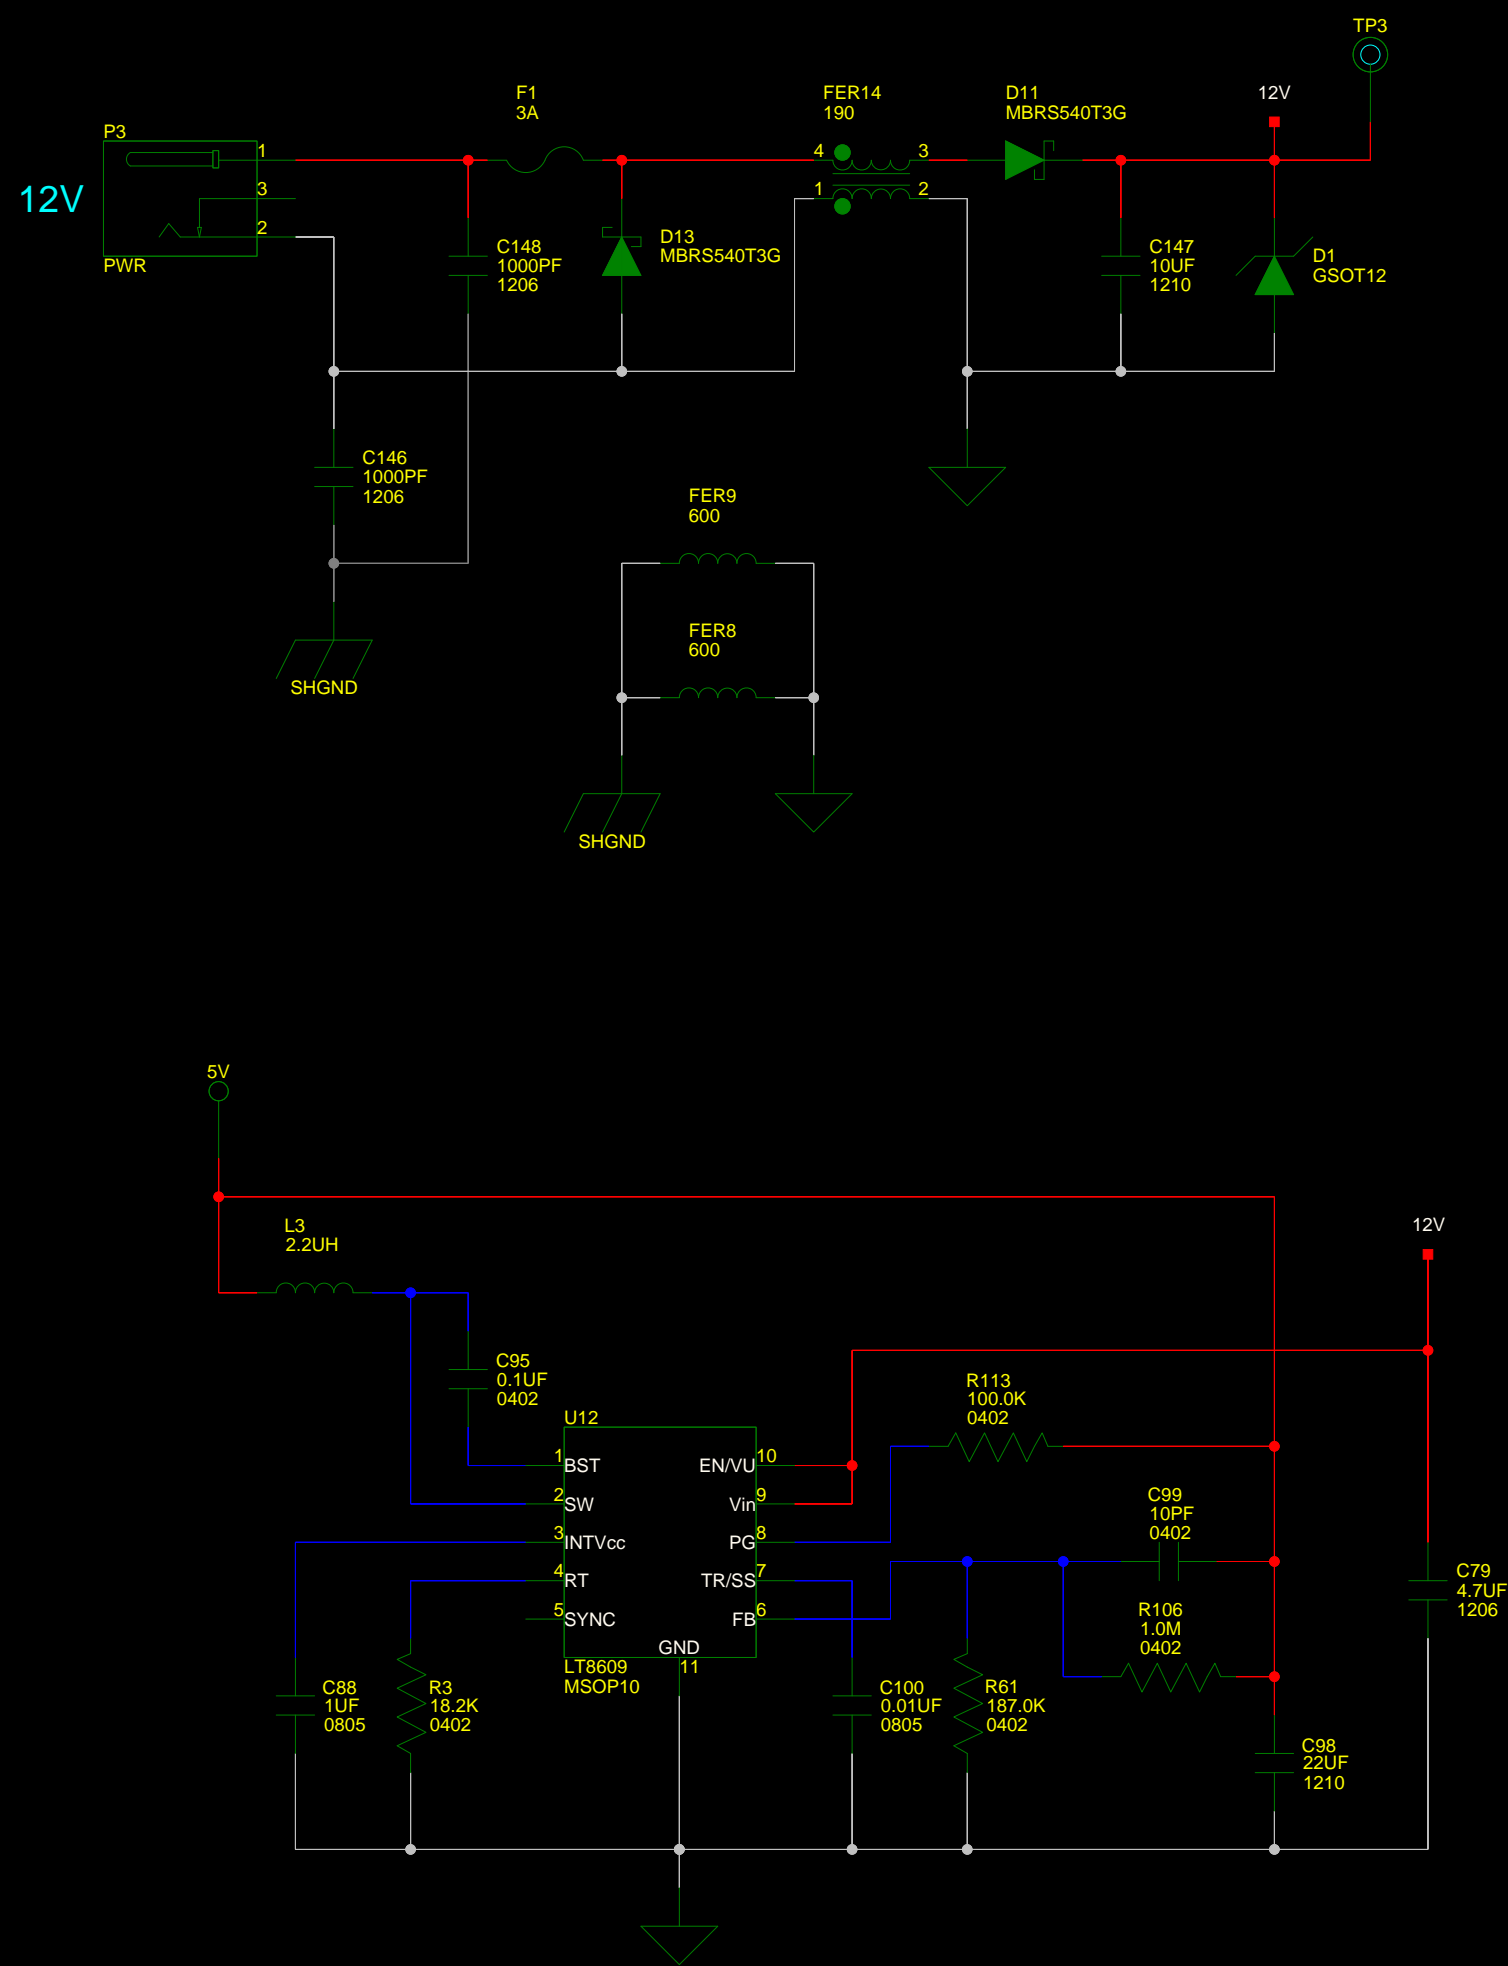 TP3
F1
3A
FER14
190
D11
MBRS540T3G
12V
P3
1
3
2
PWR
12V
4
3
1
2
C148
1000PF
1206
D13
MBRS540T3G
C147
10UF
1210
D1
GSOT12
C146
1000PF
1206
SHGND
FER9
600
FER8
600
SHGND
5V
L3
2.2UH
12V
C95
0.1UF
0402
R113
100.0K
0402
U12
1
BST
2
SW
3
INTVcc
4
RT
5
SYNC
EN/VU
10
Vin
9
PG
8
TR/SS
7
FB
6
GND
11
LT8609
MSOP10
C99
10PF
0402
R106
1.0M
0402
C79
4.7UF
1206
C88
1UF
0805
R3
18.2K
0402
C100
0.01UF
0805
R61
187.0K
0402
C98
22UF
1210